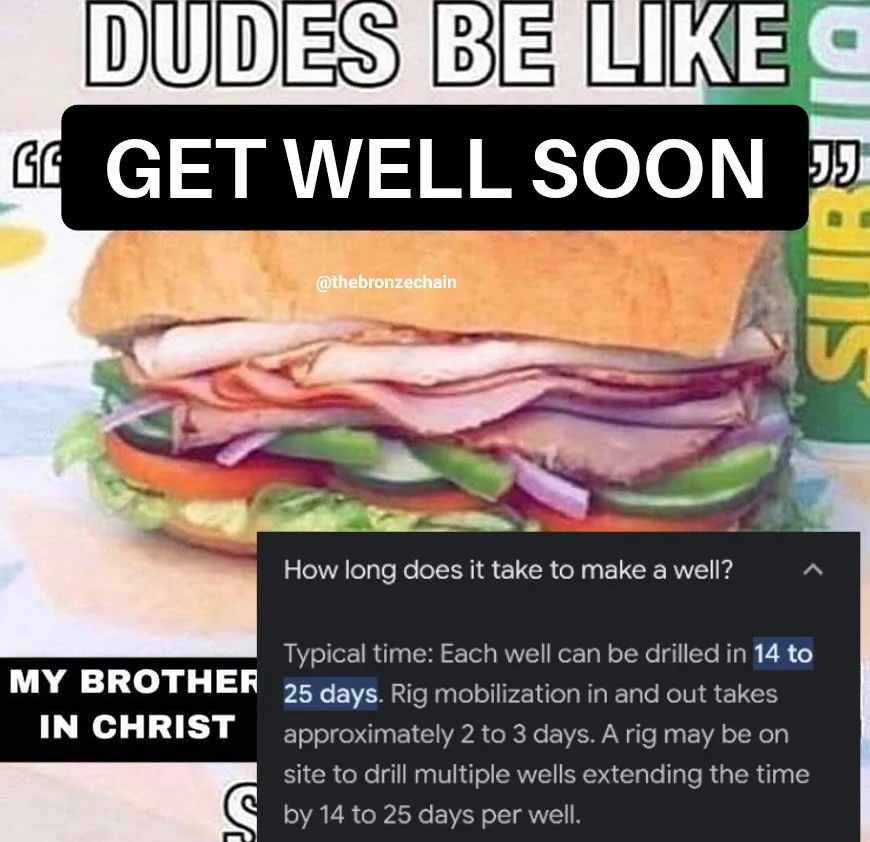 DUDES BE LIKE
“GET WELL SOON”
@thebronzechain
SUB
How long does it take to make a well?
Typical time: Each well can be drilled in 14 to
25 days. Rig mobilization in and out takes
approximately 2 to 3 days. A rig may be on
site to drill multiple wells extending the time
by 14 to 25 days per well.
MY BROTHER
IN CHRIST